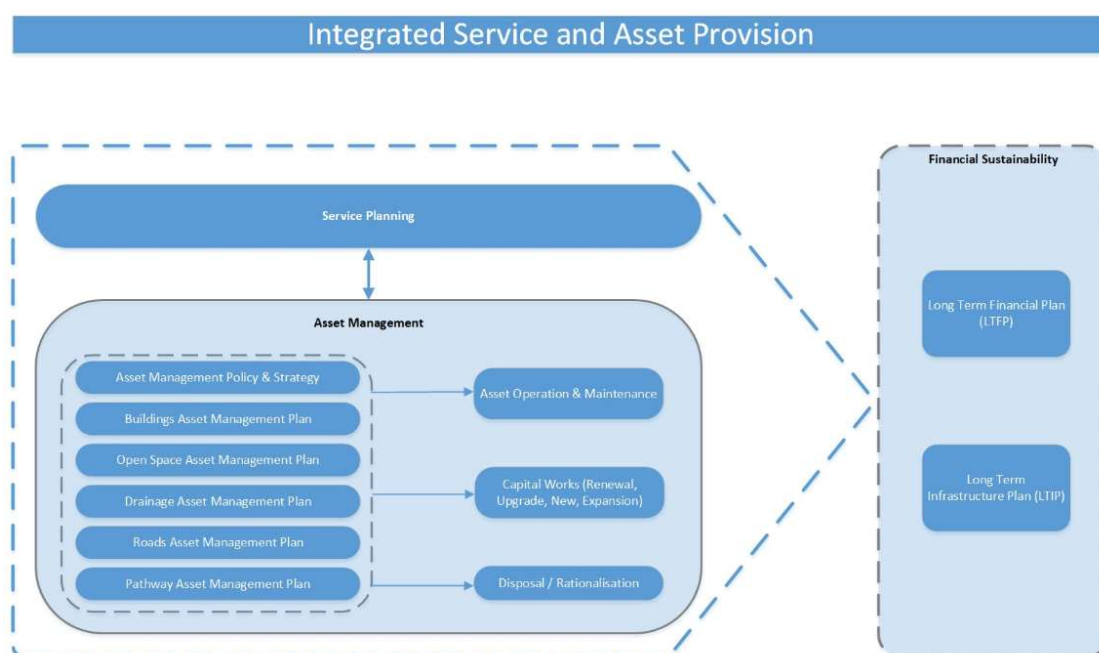 Integrated Service and Asset Provision
Financial Sustainability
Service Planning
Long Term Financial Plan
(LTFP)
Asset Management
Asset Management Policy & Strategy
Buildings Asset Management Plan
Open Space Asset Management Plan
Drainage Asset Management Plan
Roads Asset Management Plan
Pathway Asset Management Plan
Asset Operation & Maintenance
Capital Works (Renewal,
Upgrade, New, Expansion)
Disposal / Rationalisation
Long Term
Infrastructure Plan (LTIP)